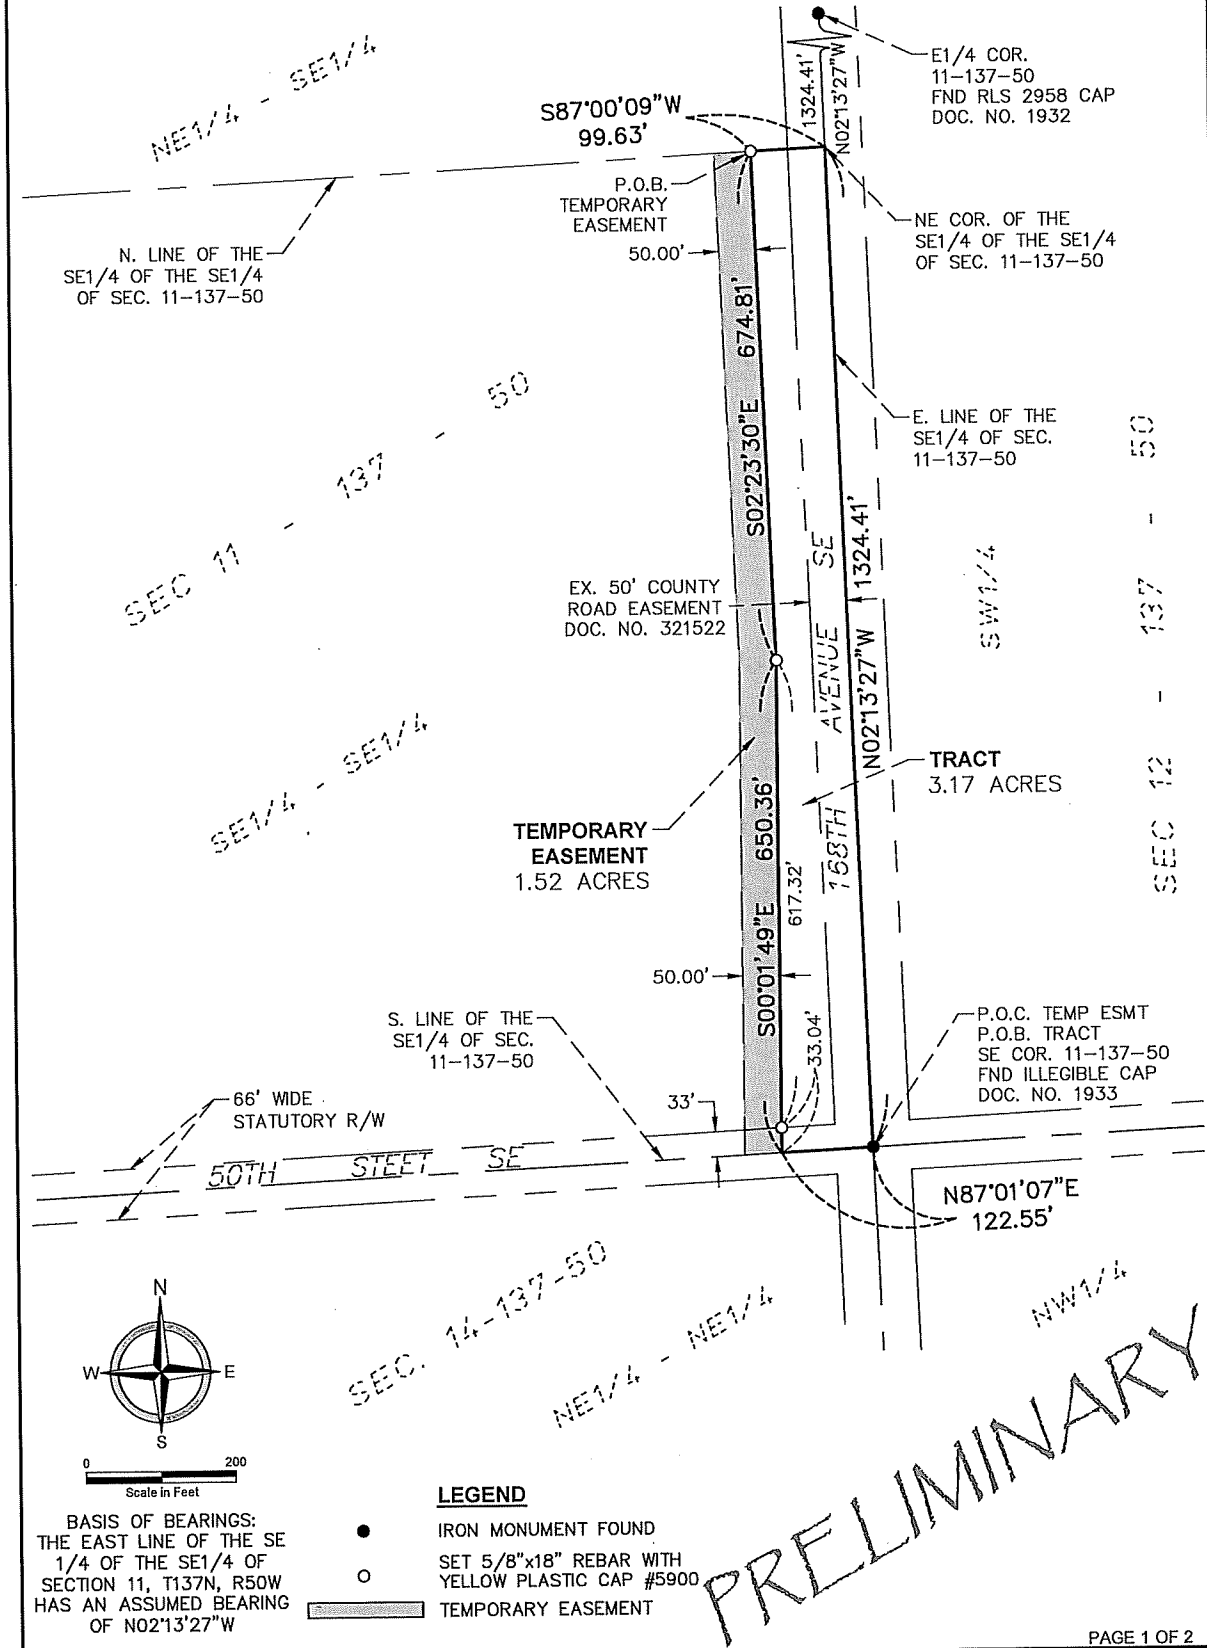 NE1/4 - SE1/4
S87°00'09"W
99.63'
1324.41'
N02°13'27"W
E1/4 COR.
11-137-50
FND RLS 2958 CAP
DOC. NO. 1932
P.O.B.
TEMPORARY
EASEMENT
50.00'
NE COR. OF THE
SE1/4 OF THE SE1/4
OF SEC. 11-137-50
N. LINE OF THE
SE1/4 OF THE SE1/4
OF SEC. 11-137-50
S02°23'30"E 674.81'
SEC 11 - 137 - 50
E. LINE OF THE
SE1/4 OF SEC.
11-137-50
N02°13'27"W 1324.41'
EX. 50' COUNTY
ROAD EASEMENT
DOC. NO. 321522
168TH AVENUE SE
SW1/4
SEC 12 - 137 - 50
SE1/4 - SE1/4
TRACT
3.17 ACRES
TEMPORARY
EASEMENT
1.52 ACRES
S00°01'49"E 650.36'
617.32'
50.00'
33.04'
S. LINE OF THE
SE1/4 OF SEC.
11-137-50
P.O.C. TEMP ESMT
P.O.B. TRACT
SE COR. 11-137-50
FND ILLEGIBLE CAP
DOC. NO. 1933
66' WIDE
STATUTORY R/W
33'
50TH STEET SE
N87°01'07"E
122.55'
SEC. 14-137-50
NE1/4 - NE1/4
NW1/4
N
W
E
S
0 200
Scale in Feet
BASIS OF BEARINGS:
THE EAST LINE OF THE SE
1/4 OF THE SE1/4 OF
SECTION 11, T137N, R50W
HAS AN ASSUMED BEARING
OF N02°13'27"W
LEGEND
IRON MONUMENT FOUND
SET 5/8"x18" REBAR WITH
YELLOW PLASTIC CAP #5900
TEMPORARY EASEMENT
PRELIMINARY
PAGE 1 OF 2